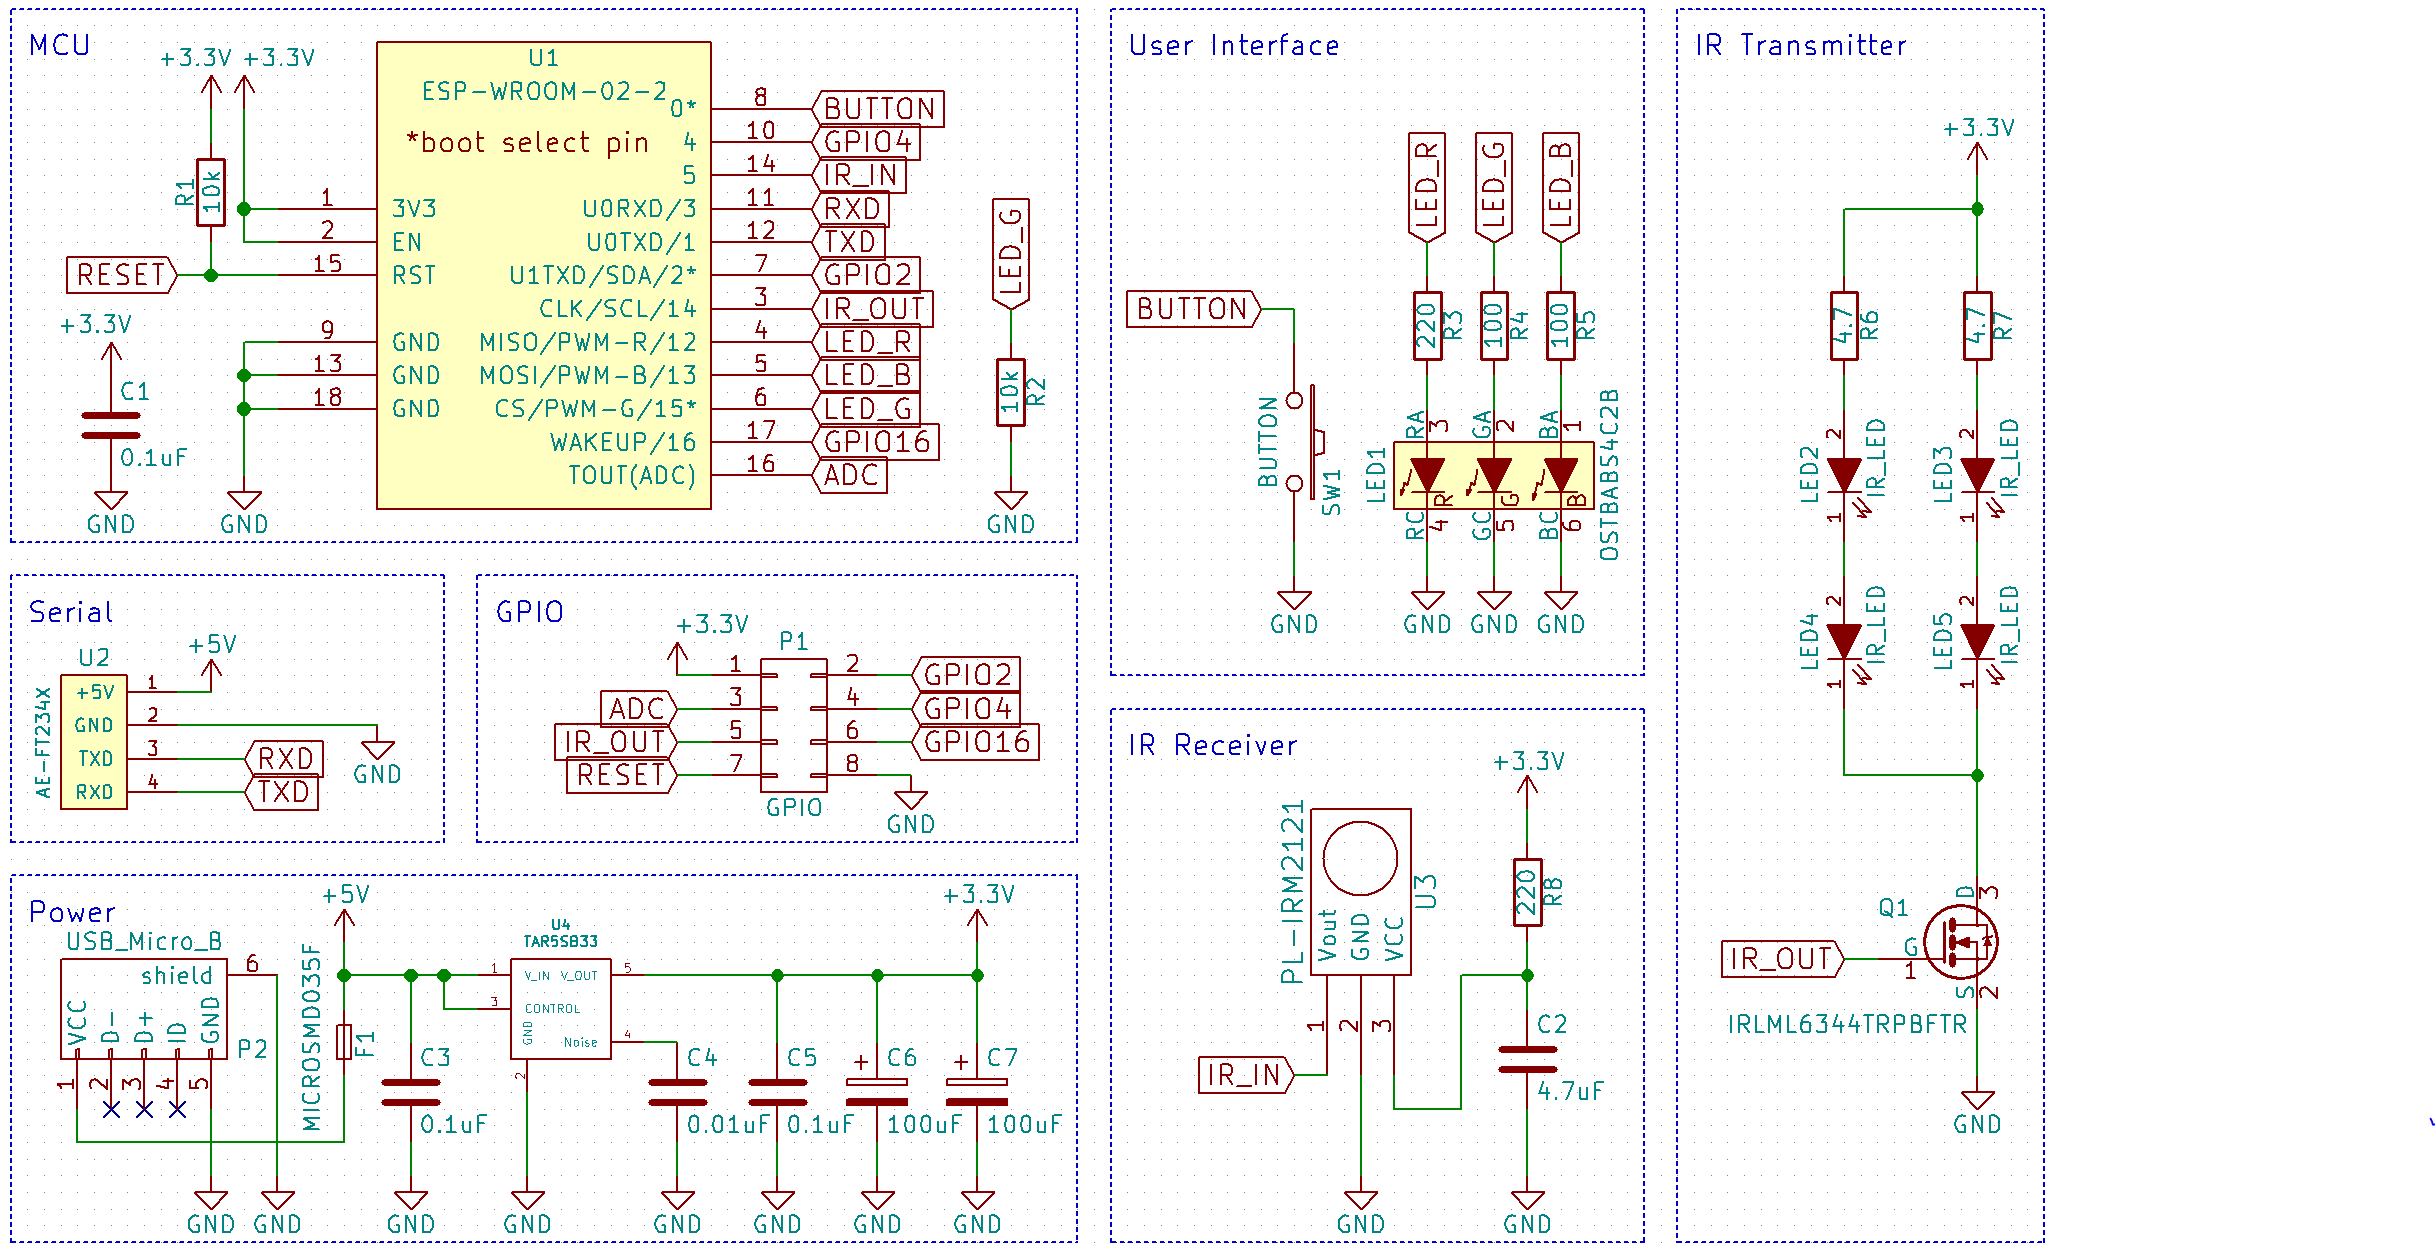 MCU
+3.3V
+3.3V
U1
ESP-WROOM-02-2
*boot select pin
R1
10k
RESET
+3.3V
C1
0.1uF
GND
GND
1
3V3
2
EN
15
RST
9
GND
13
GND
18
GND
0*
8
BUTTON
4
10
GPIO4
5
14
IR_IN
U0RXD/3
11
RXD
U0TXD/1
12
TXD
U1TXD/SDA/2*
7
GPIO2
CLK/SCL/14
3
IR_OUT
MISO/PWM-R/12
4
LED_R
MOSI/PWM-B/13
5
LED_B
CS/PWM-G/15*
6
LED_G
WAKEUP/16
17
GPIO16
TOUT(ADC)
16
ADC
LED_G
10k
R2
GND
User Interface
BUTTON
BUTTON
SW1
GND
LED_R
LED_G
LED_B
220
R3
100
R4
100
R5
RA
3
GA
2
BA
1
LED1
R
G
B
OSTBABS4C2B
RC
4
GC
5
BC
6
GND
GND
GND
IR Transmitter
+3.3V
4.7
R6
4.7
R7
2
LED2
IR_LED
1
2
LED3
IR_LED
1
2
LED4
IR_LED
1
2
LED5
IR_LED
1
Q1
D
3
G
1
IR_OUT
S
2
IRLML6344TRPBFTR
GND
Serial
U2
+5V
AE-FT234X
+5V
1
GND
2
TXD
3
RXD
RXD
4
TXD
GND
GPIO
+3.3V
P1
1
2
GPIO2
ADC
3
4
GPIO4
IR_OUT
5
6
GPIO16
RESET
7
8
GPIO
GND
IR Receiver
+3.3V
PL-IRM2121
U3
Vout
GND
VCC
1
2
3
IR_IN
220
R8
C2
4.7uF
GND
GND
Power
USB_Micro_B
shield
6
VCC
D-
D+
ID
GND
P2
1
2
3
4
5
GND
GND
+5V
MICROSMD035F
F1
C3
0.1uF
GND
U4
TAR5SB33
1
V_IN
V_OUT
5
3
CONTROL
GND
Noise
4
2
GND
C4
0.01uF
GND
C5
0.1uF
GND
+
C6
100uF
GND
+3.3V
+
C7
100uF
GND